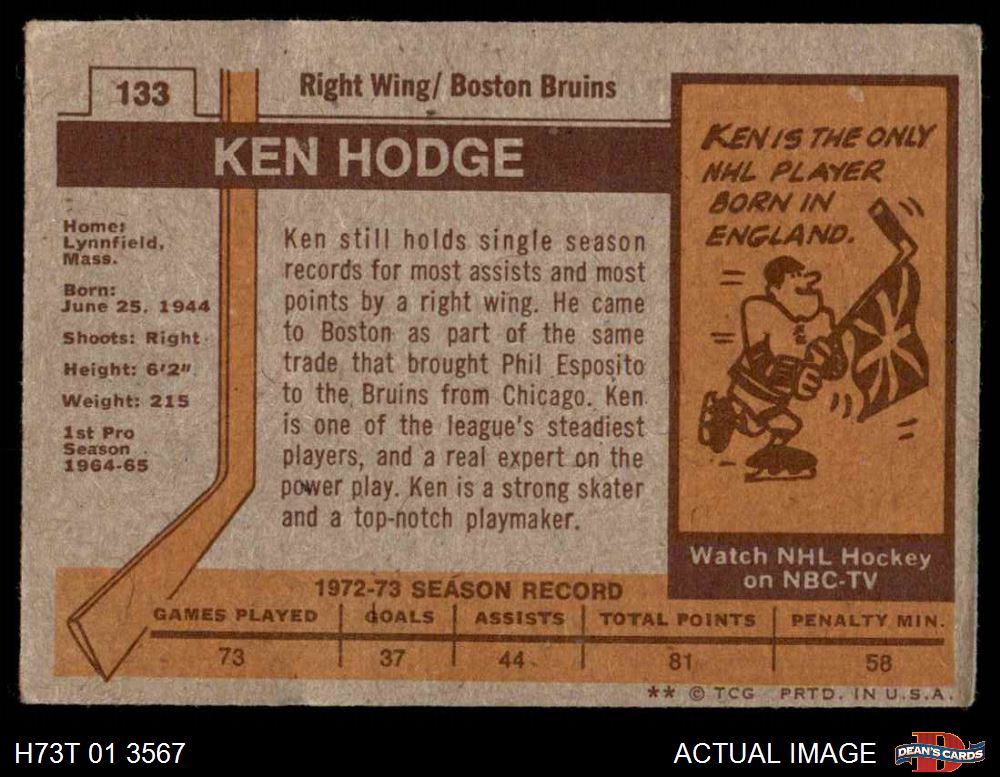 133
Right Wing/ Boston Bruins
KEN HODGE
Home:
Lynnfield,
Mass.
Born:
June 25, 1944
Shoots: Right
Height: 6'2"
Weight: 215
1st Pro
Season
1964-65
Ken still holds single season
records for most assists and most
points by a right wing. He came
to Boston as part of the same
trade that brought Phil Esposito
to the Bruins from Chicago. Ken
is one of the league's steadiest
players, and a real expert on the
power play. Ken is a strong skater
and a top-notch playmaker.
KEN IS THE ONLY
NHL PLAYER
BORN IN
ENGLAND.
Watch NHL Hockey
on NBC-TV
1972-73 SEASON RECORD
GAMES PLAYED GOALS ASSISTS TOTAL POINTS PENALTY MIN.
73 37 44 81 58
** © TCG PRTD. IN U.S.A.
H73T 01 3567
ACTUAL IMAGE
DEAN'S CARDS